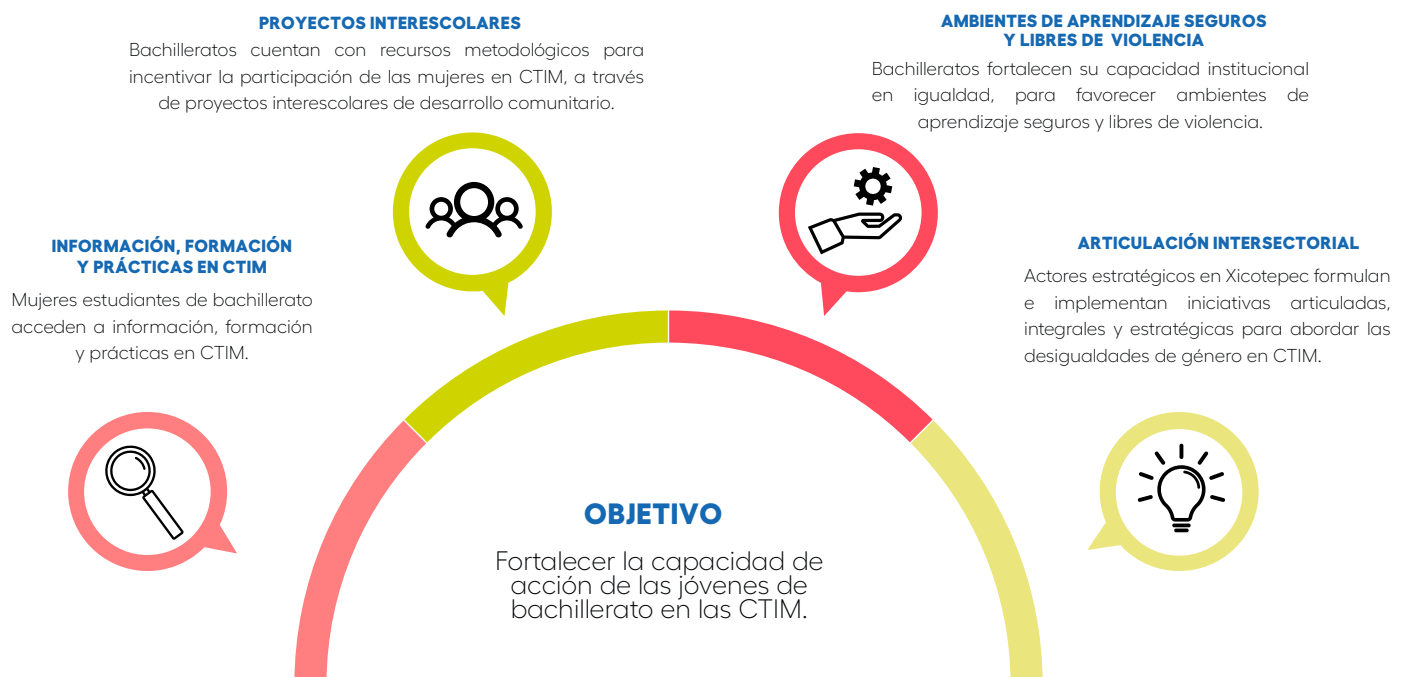 PROYECTOS INTERESCOLARES
Bachilleratos cuentan con recursos metodológicos para
incentivar la participación de las mujeres en CTIM, a través
de proyectos interescolares de desarrollo comunitario.
AMBIENTES DE APRENDIZAJE SEGUROS
Y LIBRES DE VIOLENCIA
Bachilleratos fortalecen su capacidad institucional
en igualdad, para favorecer ambientes de
aprendizaje seguros y libres de violencia.
INFORMACIÓN, FORMACIÓN
Y PRÁCTICAS EN CTIM
Mujeres estudiantes de bachillerato
acceden a información, formación
y prácticas en CTIM.
ARTICULACIÓN INTERSECTORIAL
Actores estratégicos en Xicotepec formulan
e implementan iniciativas articuladas,
integrales y estratégicas para abordar las
desigualdades de género en CTIM.
OBJETIVO
Fortalecer la capacidad de
acción de las jóvenes de
bachillerato en las CTIM.